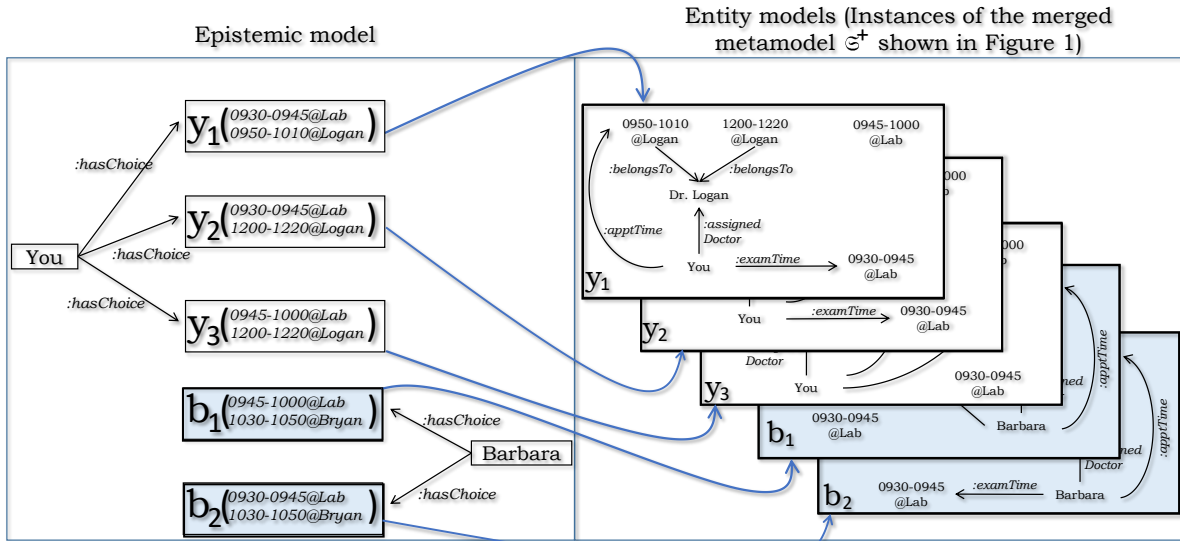 Epistemic model
Entity models (Instances of the merged
metamodel 𝔖⁺ shown in Figure 1)
You
:hasChoice
:hasChoice
:hasChoice
y1(0930-0945@Lab
0950-1010@Logan)
y2(0930-0945@Lab
1200-1220@Logan)
y3(0945-1000@Lab
1200-1220@Logan)
b1(0945-1000@Lab
1030-1050@Bryan)
b2(0930-0945@Lab
1030-1050@Bryan)
:hasChoice
Barbara
:hasChoice
0950-1010
@Logan
1200-1220
@Logan
0945-1000
@Lab
:belongsTo
:belongsTo
Dr. Logan
:apptTime
:assigned
Doctor
You
:examTime
0930-0945
@Lab
y1
You
:examTime
0930-0945
@Lab
y2
Doctor
You
0930-0945
@Lab
y3
:apptTime
0930-0945
@Lab
Barbara
b1
:apptTime
Doctor
0930-0945
@Lab
:examTime
Barbara
b2